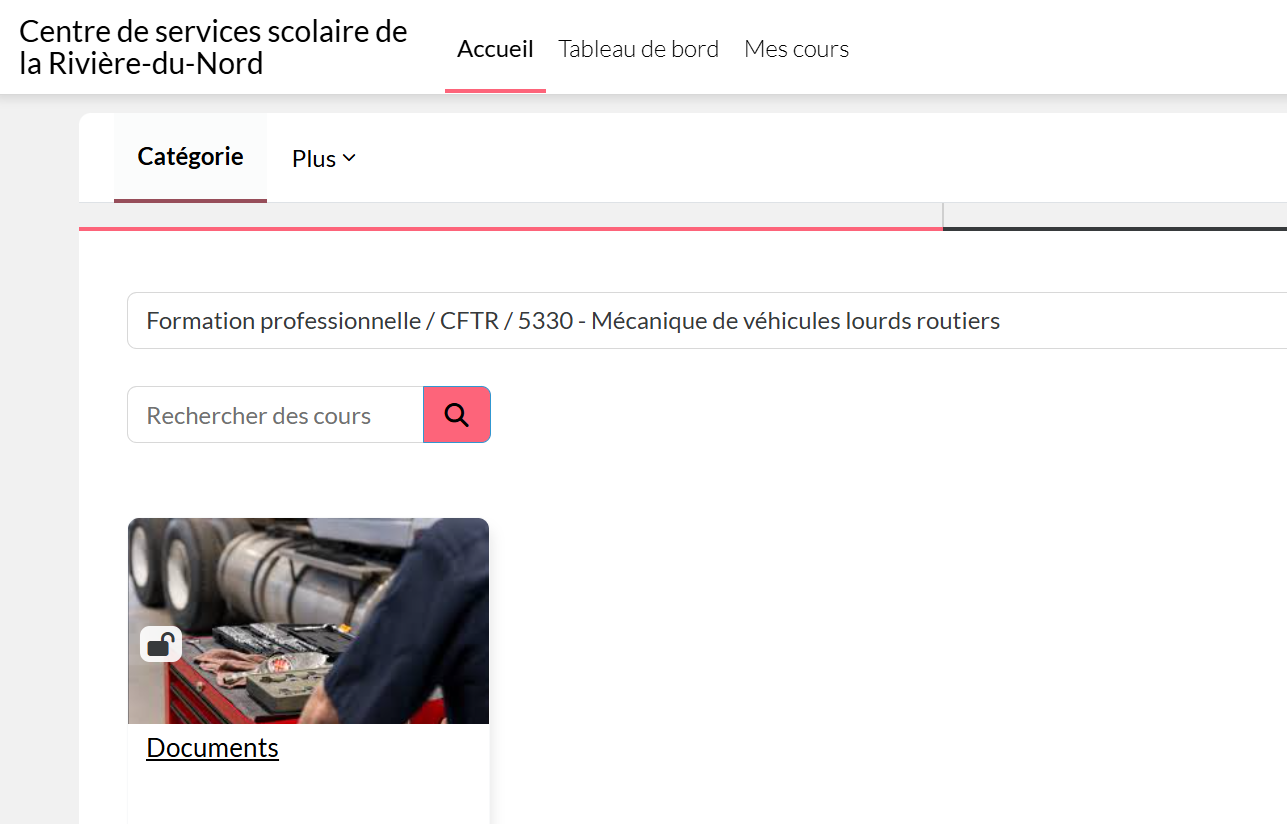 Centre de services scolaire de
la Rivière-du-Nord
Accueil Tableau de bord Mes cours
Catégorie Plus
Formation professionnelle / CFTR / 5330 - Mécanique de véhicules lourds routiers
Rechercher des cours
Documents